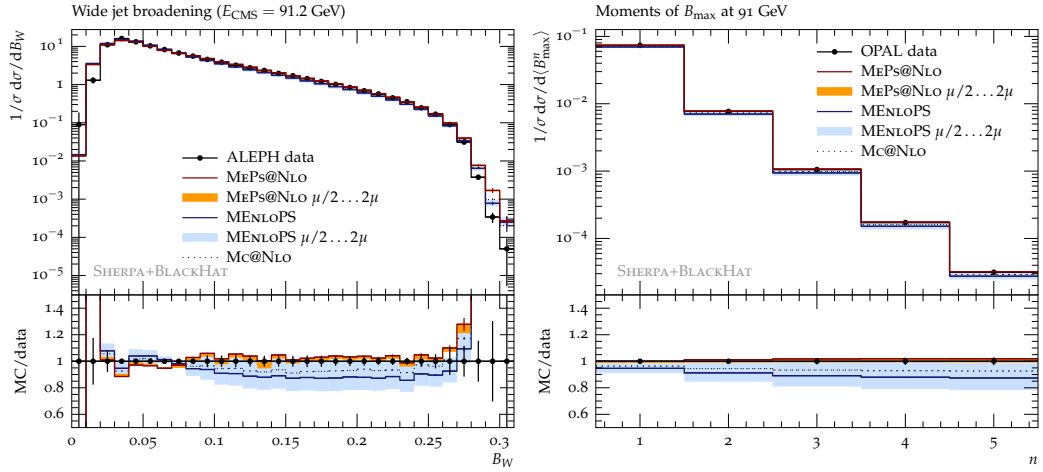 Wide jet broadening (E_CMS = 91.2 GeV)
1/σ dσ/dB_W
10^1
1
10^−1
10^−2
10^−3
10^−4
10^−5
ALEPH data
MEPS@NLO
MEPS@NLO μ/2...2μ
MENLOPS
MENLOPS μ/2...2μ
MC@NLO
SHERPA+BLACKHAT
MC/data
1.4
1.2
1
0.8
0.6
0 0.05 0.1 0.15 0.2 0.25 0.3
B_W
Moments of B_max at 91 GeV
1/σ dσ/d⟨B^n_max⟩
10^−1
10^−2
10^−3
10^−4
OPAL data
MEPS@NLO
MEPS@NLO μ/2...2μ
MENLOPS
MENLOPS μ/2...2μ
MC@NLO
SHERPA+BLACKHAT
MC/data
1.4
1.2
1
0.8
0.6
1 2 3 4 5
n